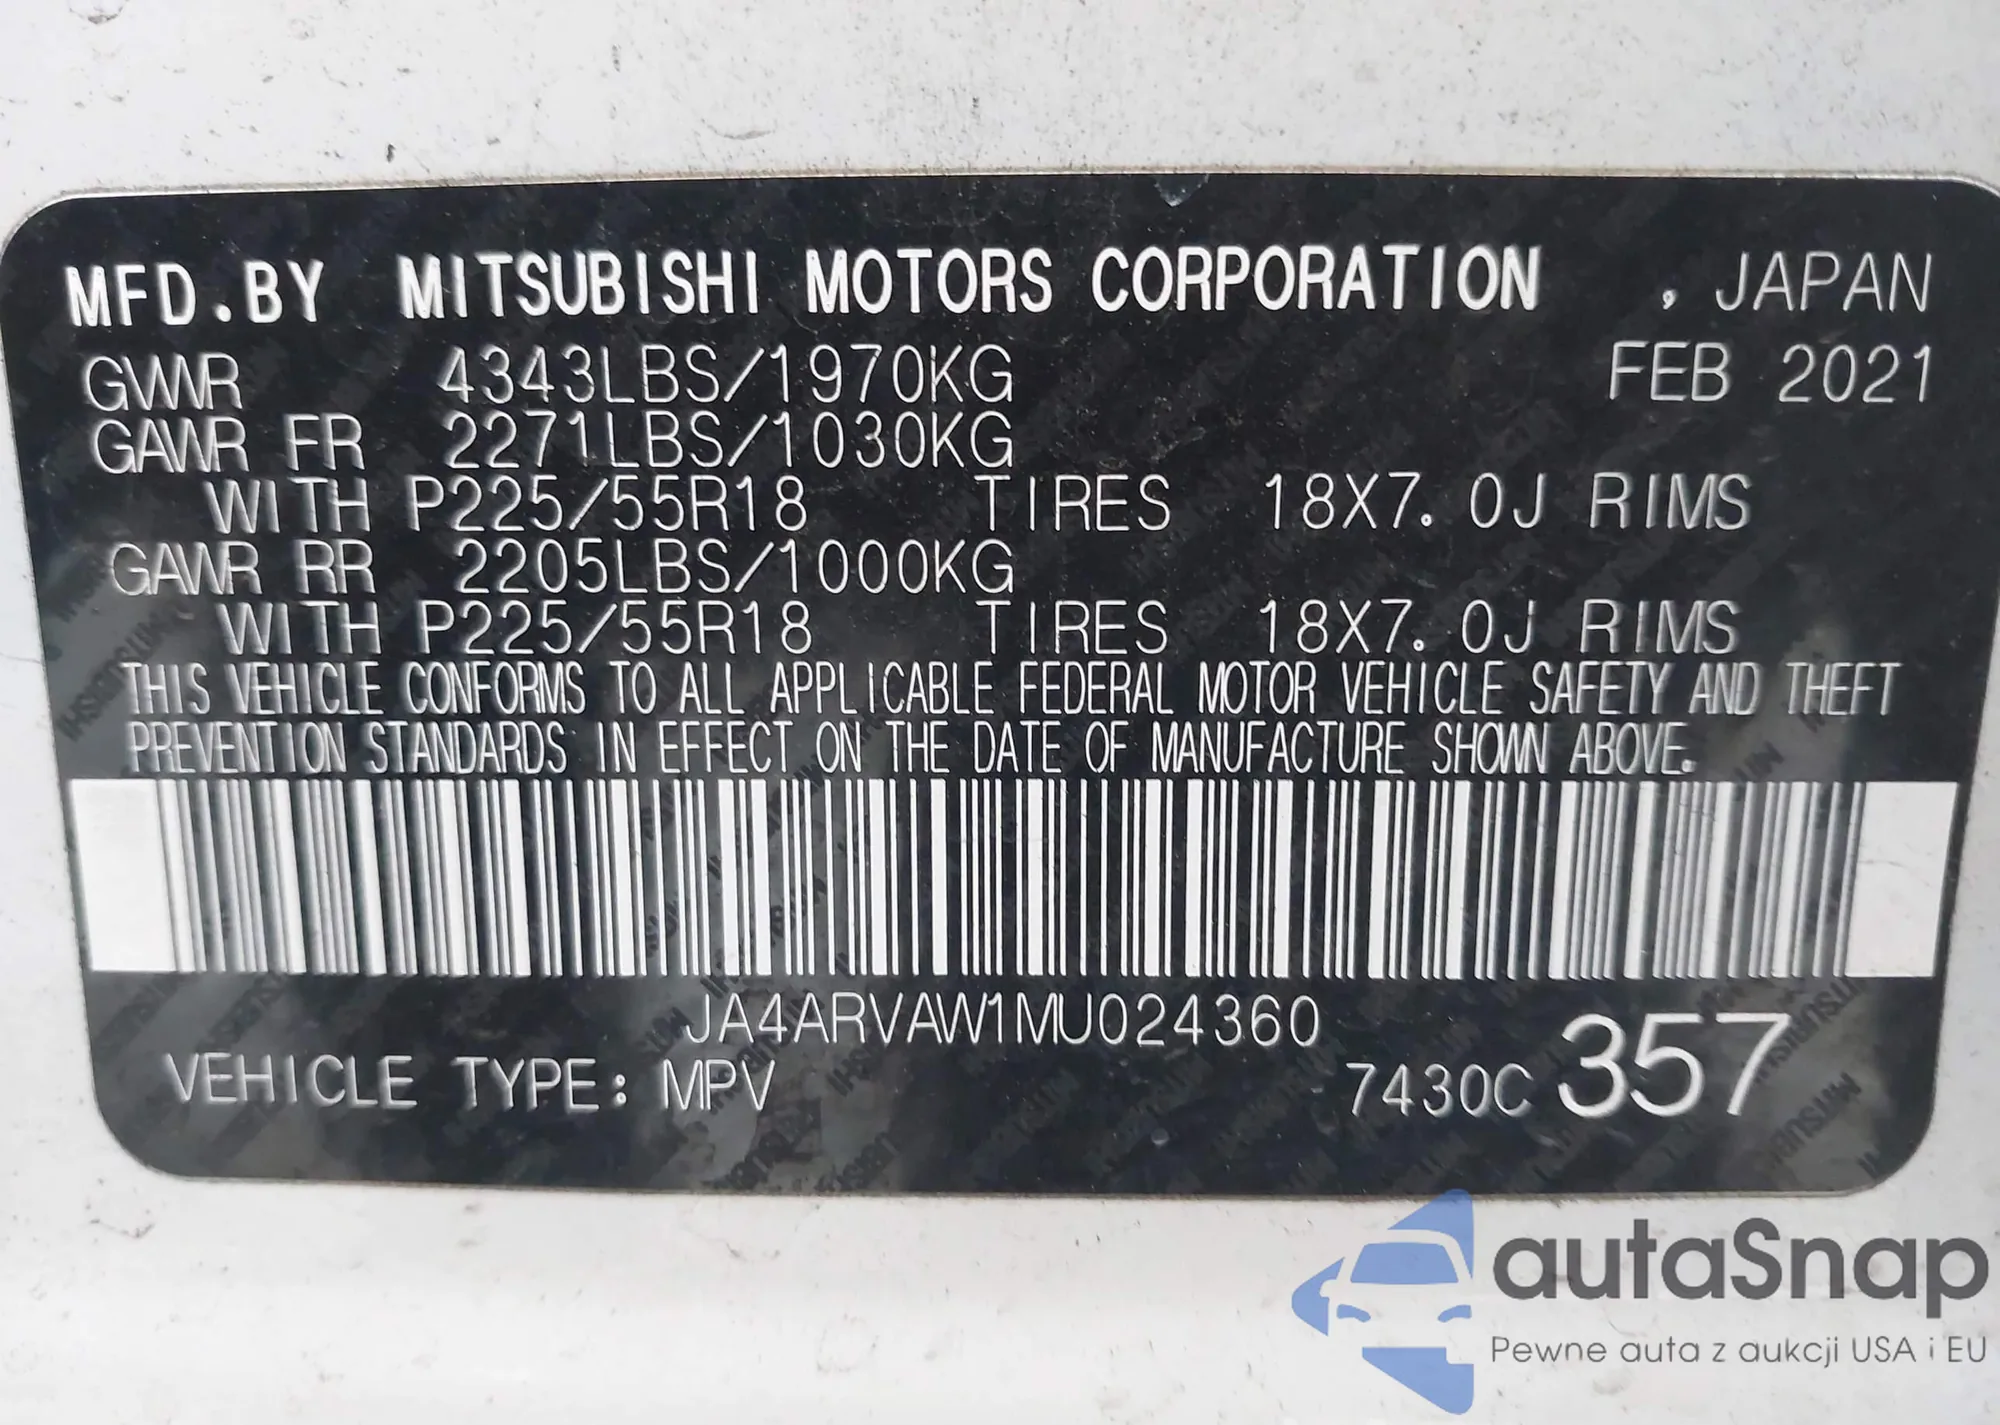 MFD.BY MITSUBISHI MOTORS CORPORATION , JAPAN
GVWR 4343LBS/1970KG FEB 2021
GAWR FR 2271LBS/1030KG
WITH P225/55R18 TIRES 18X7.0J RIMS
GAWR RR 2205LBS/1000KG
WITH P225/55R18 TIRES 18X7.0J RIMS
THIS VEHICLE CONFORMS TO ALL APPLICABLE FEDERAL MOTOR VEHICLE SAFETY AND THEFT
PREVENTION STANDARDS IN EFFECT ON THE DATE OF MANUFACTURE SHOWN ABOVE.
JA4ARVAW1MU024360
VEHICLE TYPE: MPV 7430C 357
autaSnap
Pewne auta z aukcji USA i EU